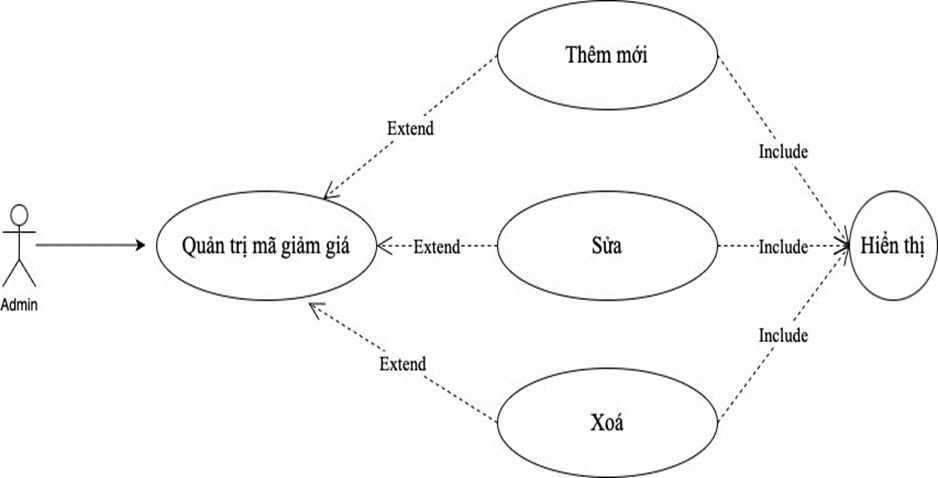 Thêm mới
Extend
Include
Quản trị mã giảm giá
Extend
Sửa
Include
Hiển thị
Admin
Extend
Include
Xoá